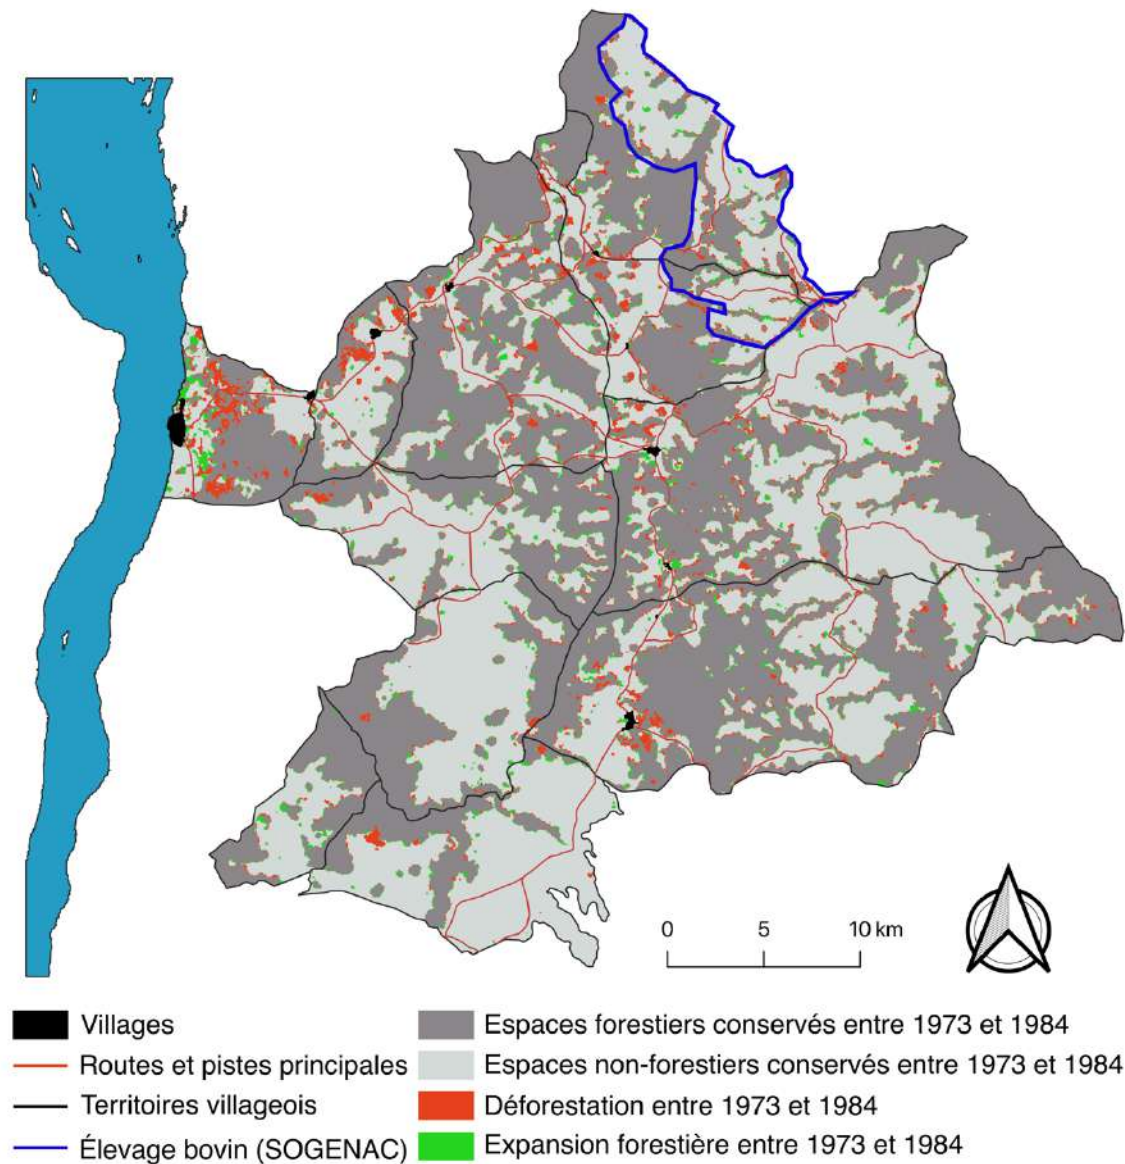 0 5 10 km
Villages
Routes et pistes principales
Territoires villageois
Élevage bovin (SOGENAC)
Espaces forestiers conservés entre 1973 et 1984
Espaces non-forestiers conservés entre 1973 et 1984
Déforestation entre 1973 et 1984
Expansion forestière entre 1973 et 1984